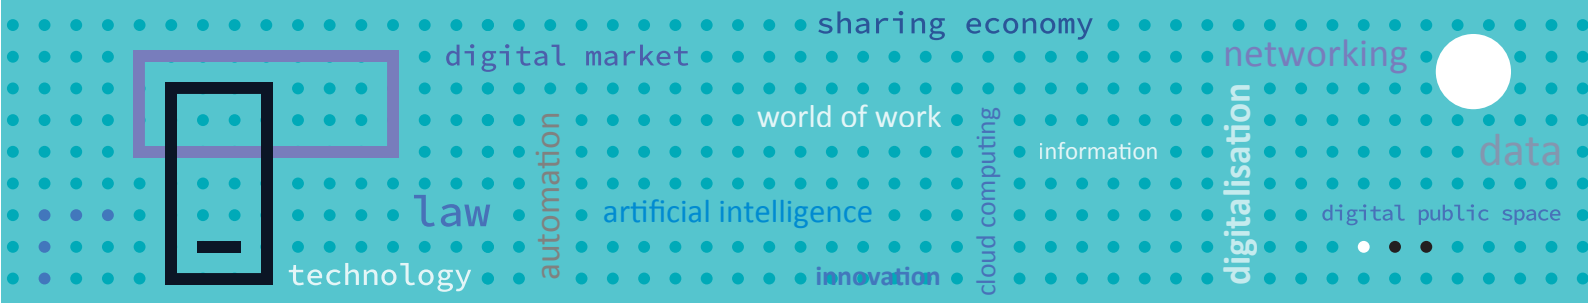 sharing economy
digital market
networking
world of work
automation
cloud computing
information
digitalisation
data
law
artificial intelligence
digital public space
technology
innovation